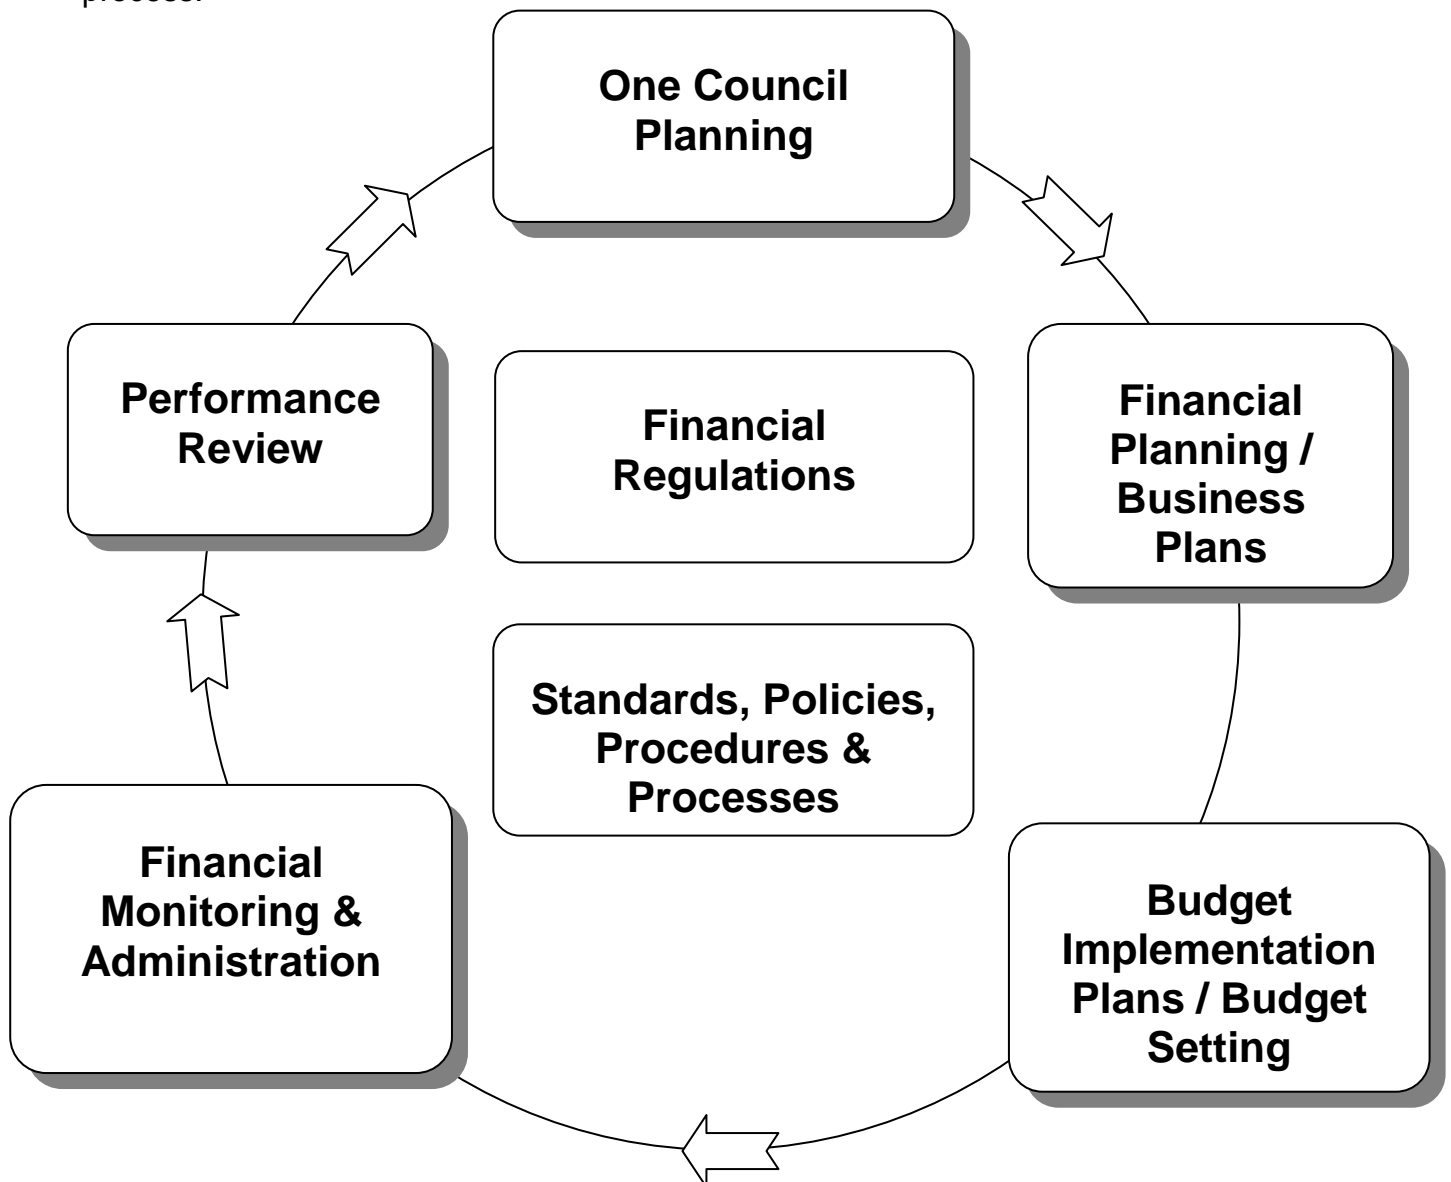 process.
One Council
Planning
Performance
Review
Financial
Regulations
Financial
Planning /
Business
Plans
Standards, Policies,
Procedures &
Processes
Financial
Monitoring &
Administration
Budget
Implementation
Plans / Budget
Setting